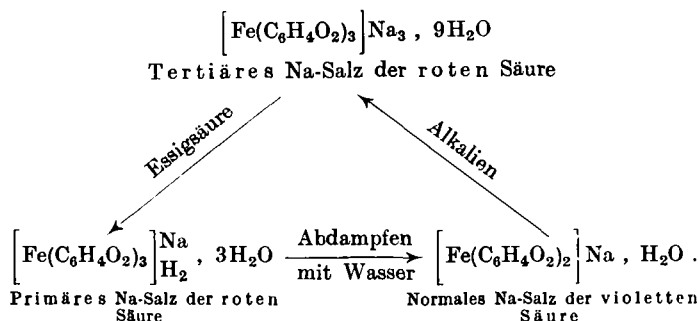 [Fe(C₆H₄O₂)₃]Na₃ , 9H₂O
Tertiäres Na-Salz der roten Säure
Essigsäure
Alkalien
[Fe(C₆H₄O₂)₃] Na H₂ , 3H₂O
Abdampfen
mit Wasser
[Fe(C₆H₄O₂)₂] Na , H₂O .
Primäres Na-Salz der roten
Säure
Normales Na-Salz der violetten
Säure